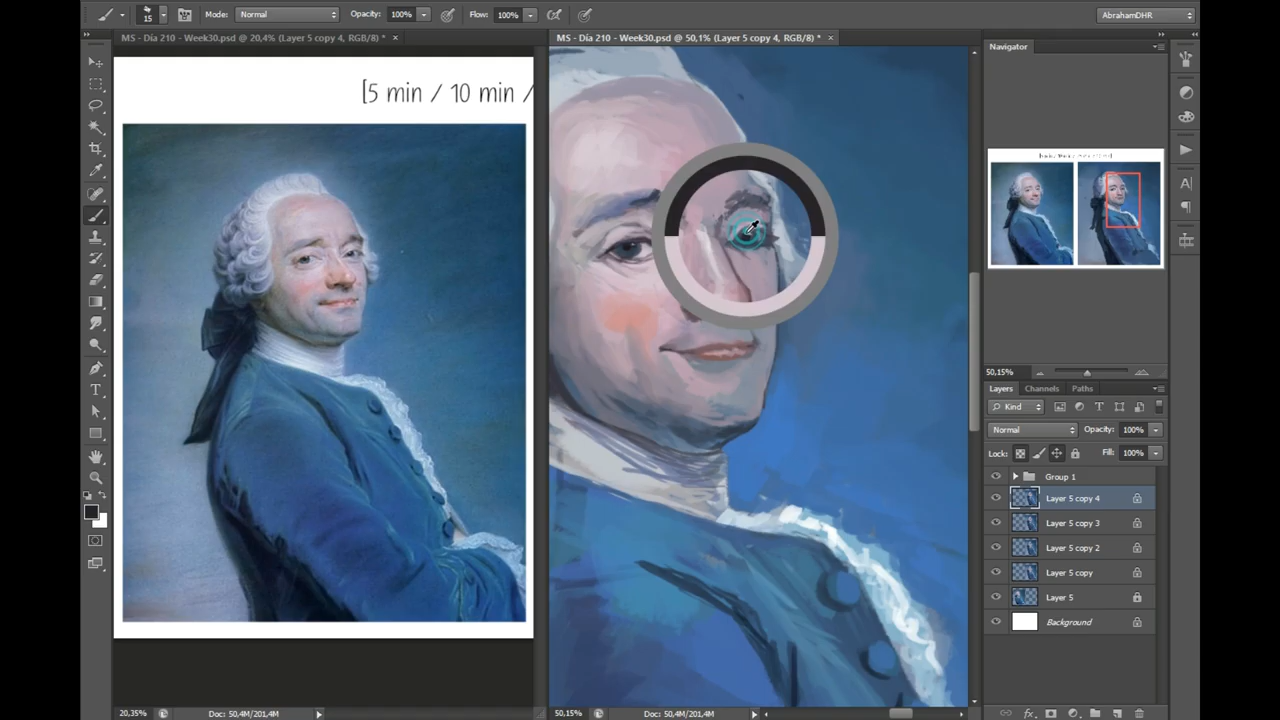 15
Mode: Normal
Opacity: 100%
Flow: 100%
AbrahamDHR
MS - Día 210 - Week30.psd @ 20,4% (Layer 5 copy 4, RGB/8) * ×
MS - Día 210 - Week30.psd @ 50,1% (Layer 5 copy 4, RGB/8) * ×
[5 min / 10 min /
20,35%
Doc: 50,4M/201,4M
50,15%
Doc: 50,4M/201,4M
Navigator
50,15%
Layers Channels Paths
Kind
Normal
Opacity: 100%
Lock:
Fill: 100%
Group 1
Layer 5 copy 4
Layer 5 copy 3
Layer 5 copy 2
Layer 5 copy
Layer 5
Background